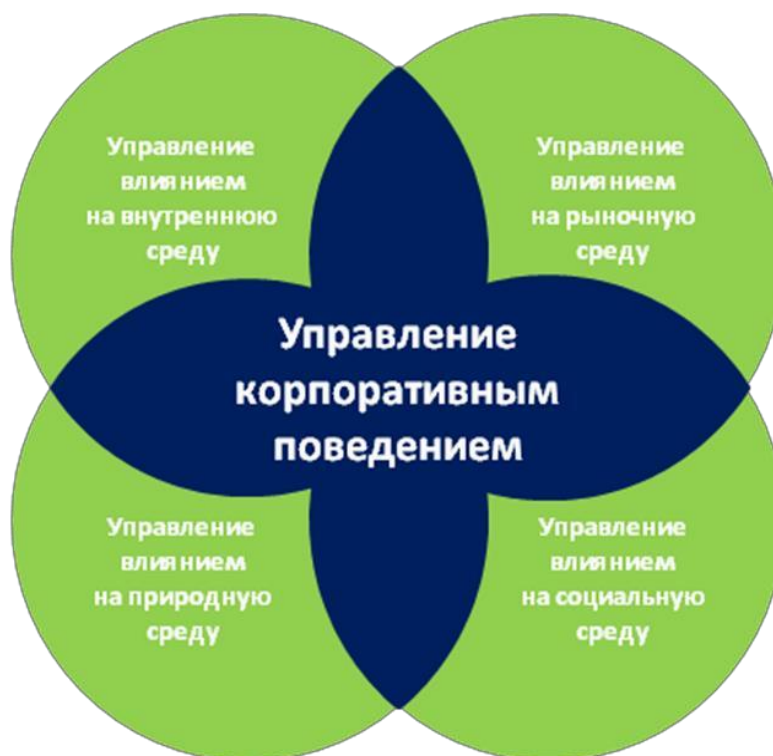 Управление
влиянием
на внутреннюю
среду
Управление
влиянием
на рыночную
среду
Управление
корпоративным
поведением
Управление
влиянием
на природную
среду
Управление
влиянием
на социальную
среду